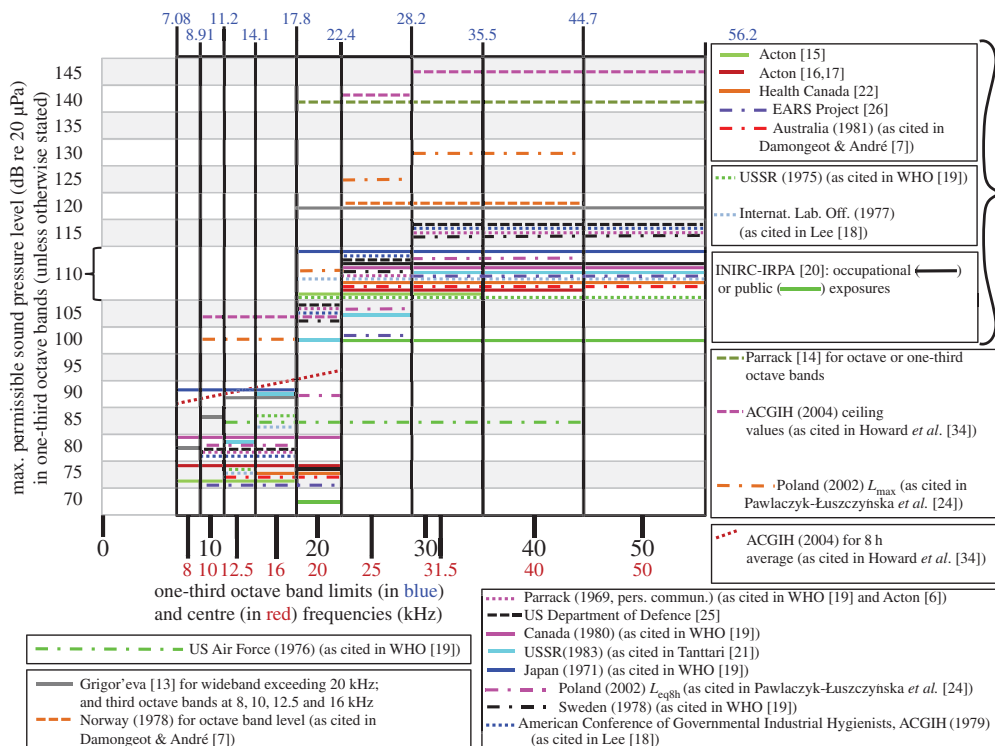 7.08 11.2 17.8 28.2 44.7
8.91 14.1 22.4 35.5 56.2
max. permissible sound pressure level (dB re 20 µPa)
in one-third octave bands (unless otherwise stated)
145
140
135
130
125
120
115
110
105
100
95
90
85
80
75
70
0 10 20 30 40 50
8 10 12.5 16 20 25 31.5 40 50
one-third octave band limits (in blue)
and centre (in red) frequencies (kHz)
Acton [15]
Acton [16,17]
Health Canada [22]
EARS Project [26]
Australia (1981) (as cited in
Damongeot & André [7])
USSR (1975) (as cited in WHO [19])
Internat. Lab. Off. (1977)
(as cited in Lee [18])
INIRC-IRPA [20]: occupational ( )
or public ( ) exposures
Parrack [14] for octave or one-third
octave bands
ACGIH (2004) ceiling
values (as cited in Howard et al. [34])
Poland (2002) Lmax (as cited in
Pawlaczyk-Łuszczyńska et al. [24])
ACGIH (2004) for 8 h
average (as cited in Howard et al. [34])
Parrack (1969, pers. commun.) (as cited in WHO [19] and Acton [6])
US Department of Defence [25]
Canada (1980) (as cited in WHO [19])
USSR(1983) (as cited in Tanttari [21])
Japan (1971) (as cited in WHO [19])
Poland (2002) Leq8h (as cited in Pawlaczyk-Łuszczyńska et al. [24])
Sweden (1978) (as cited in WHO [19])
American Conference of Governmental Industrial Hygienists, ACGIH (1979)
(as cited in Lee [18])
US Air Force (1976) (as cited in WHO [19])
Grigor'eva [13] for wideband exceeding 20 kHz;
and third octave bands at 8, 10, 12.5 and 16 kHz
Norway (1978) for octave band level (as cited in
Damongeot & André [7])